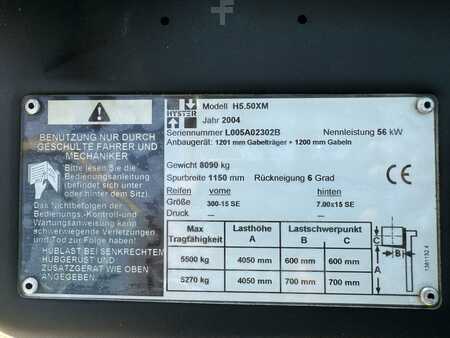 BENUTZUNG NUR DURCH
GESCHULTE FAHRER UND
MECHANIKER
Bitte lesen Sie die
Bedienungsanleitung
(befindet sich unter
oder hinter dem Sitz).
Das Nichtbefolgen der
Bedienungs,-Kontroll-und
Wartungsanweisung kann
schwerwiegende Verletzungen,
und Tod zur Folge haben!
HUBLAST BEI SENKRECHTEM
HUBGERÜST UND
ZUSATZGERÄT WIE OBEN
ANGEGEBEN.
HYSTER
Modell H5.50XM
Jahr 2004
Seriennummer L005A02302B Nennleistung 56 kW
Anbaugerät: 1201 mm Gabelträger + 1200 mm Gabeln
Gewicht 8090 kg
Spurbreite 1150 mm Rückneigung 6 Grad
Reifen vorne hinten
Größe 300-15 SE 7.00x15 SE
Druck --- ---
Max Tragfähigkeit Lasthöhe A Lastschwerpunkt B C
5500 kg 4050 mm 600 mm 600 mm
5270 kg 4050 mm 700 mm 700 mm
C
B
A